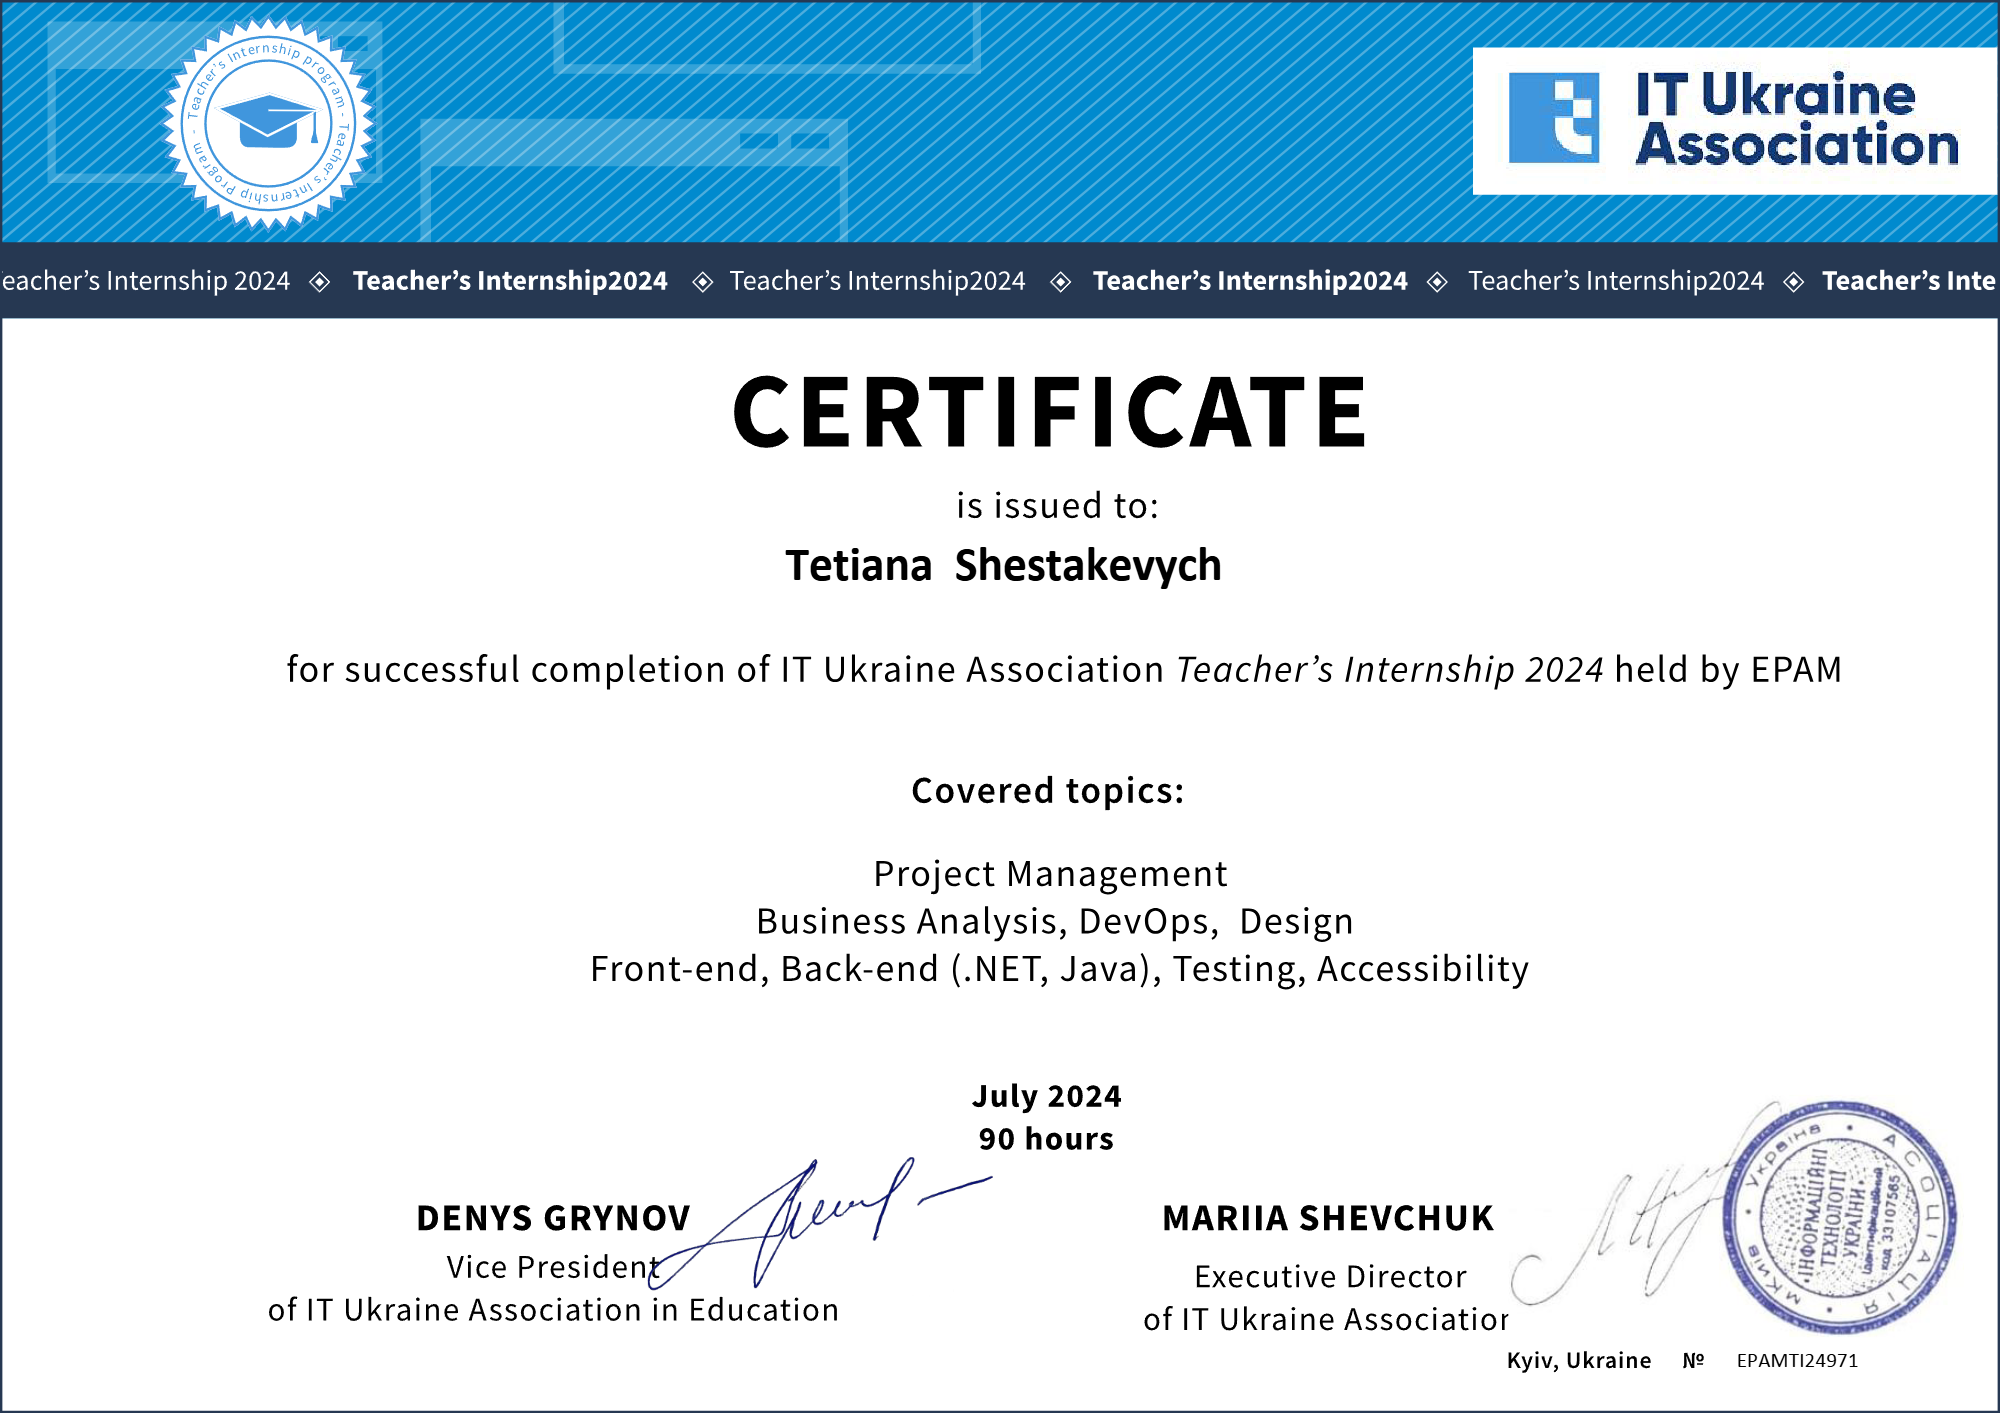 Teacher's Internship program - Teacher's Internship Program -
IT Ukraine
Association
eacher's Internship 2024 Teacher's Internship2024 Teacher's Internship2024 Teacher's Internship2024 Teacher's Internship2024 Teacher's Inte
CERTIFICATE
is issued to:
Tetiana Shestakevych
for successful completion of IT Ukraine Association Teacher's Internship 2024 held by EPAM
Covered topics:
Project Management
Business Analysis, DevOps, Design
Front-end, Back-end (.NET, Java), Testing, Accessibility
July 2024
90 hours
DENYS GRYNOV
Vice President
of IT Ukraine Association in Education
MARIIA SHEVCHUK
Executive Director
of IT Ukraine Association
м.Київ • Україна • АСОЦІАЦІЯ •
ІНФОРМАЦІЙНІ
ТЕХНОЛОГІЇ
УКРАЇНИ
Ідентифікаційний
код 33107585
Kyiv, Ukraine № EPAMTI24971